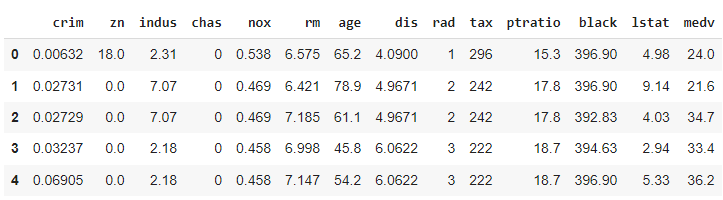 crim zn indus chas nox rm age dis rad tax ptratio black lstat medv
0 0.00632 18.0 2.31 0 0.538 6.575 65.2 4.0900 1 296 15.3 396.90 4.98 24.0
1 0.02731 0.0 7.07 0 0.469 6.421 78.9 4.9671 2 242 17.8 396.90 9.14 21.6
2 0.02729 0.0 7.07 0 0.469 7.185 61.1 4.9671 2 242 17.8 392.83 4.03 34.7
3 0.03237 0.0 2.18 0 0.458 6.998 45.8 6.0622 3 222 18.7 394.63 2.94 33.4
4 0.06905 0.0 2.18 0 0.458 7.147 54.2 6.0622 3 222 18.7 396.90 5.33 36.2